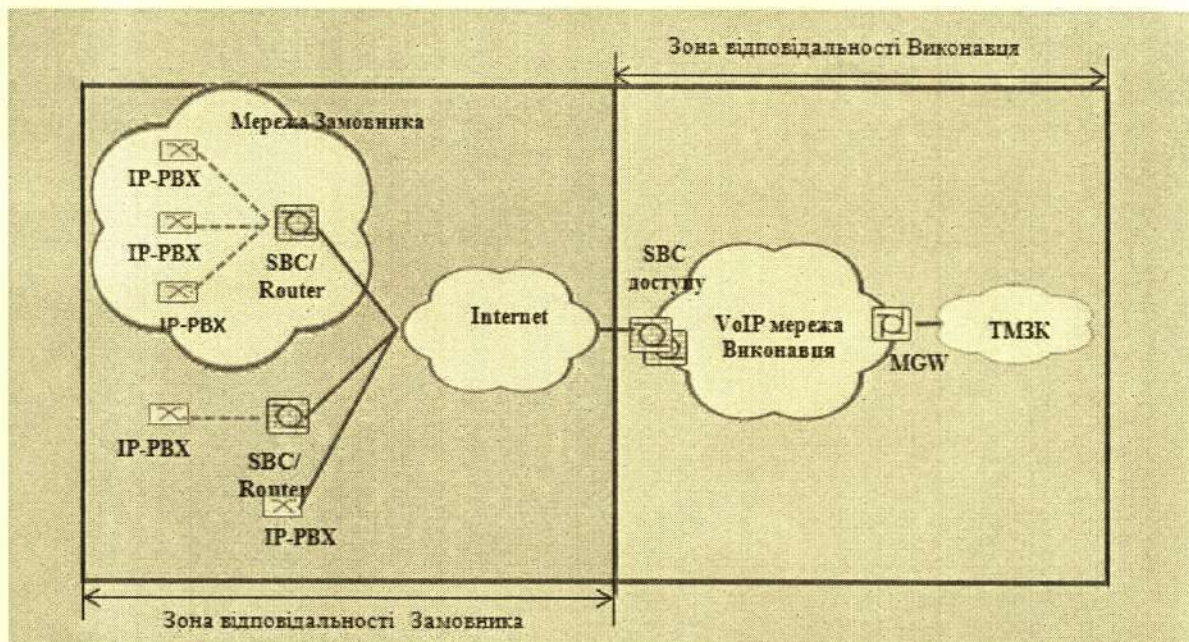 Зона відповідальності Виконавця
Мережа Замовника
IP-PBX
IP-PBX
IP-PBX
SBC/
Router
IP-PBX
SBC/
Router
IP-PBX
Internet
SBC
доступу
VoIP мережа
Виконавця
MGW
ТМЗК
Зона відповідальності Замовника